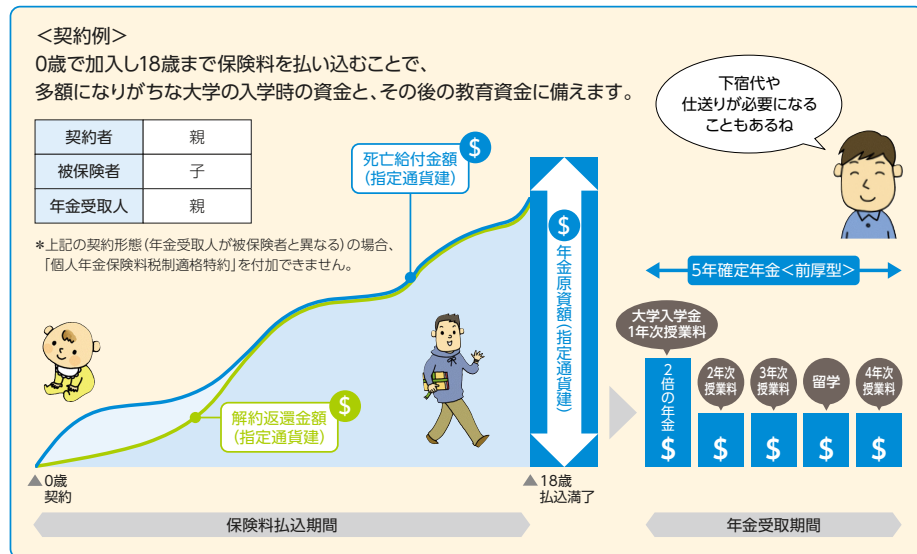 <契約例>
0歳で加入し18歳まで保険料を払い込むことで、
多額になりがちな大学の入学時の資金と、その後の教育資金に備えます。
下宿代や
仕送りが必要になる
こともあるね
契約者 親
被保険者 子
年金受取人 親
*上記の契約形態(年金受取人が被保険者と異なる)の場合、
「個人年金保険料税制適格特約」を付加できません。
死亡給付金額
(指定通貨建)
$
解約返還金額
(指定通貨建)
$
$
年金原資額(指定通貨建)
5年確定年金<前厚型>
大学入学金
1年次授業料
2年次
授業料
3年次
授業料
留学
4年次
授業料
2倍の年金
$ $ $ $ $
▲0歳
契約
▲18歳
払込満了
保険料払込期間
年金受取期間